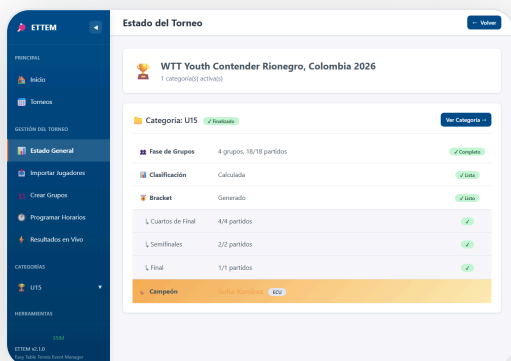 ETTEM
Estado del Torneo
← Volver
PRINCIPAL
Inicio
Torneos
GESTIÓN DEL TORNEO
Estado General
Importar Jugadores
Crear Grupos
Programar Horarios
Resultados en Vivo
CATEGORÍAS
U15
HERRAMIENTAS
ETTEM v2.1.0
Easy Table Tennis Event Manager
WTT Youth Contender Rionegro, Colombia 2026
1 categoría(s) activa(s)
Categoría: U15
✓ Finalizado
Ver Categoría →
Fase de Grupos 4 grupos, 18/18 partidos ✓ Completo
Clasificación Calculada ✓ Lista
Bracket Generado ✓ Listo
Cuartos de Final 4/4 partidos ✓
Semifinales 2/2 partidos ✓
Final 1/1 partidos ✓
Campeón Ramírez ECU